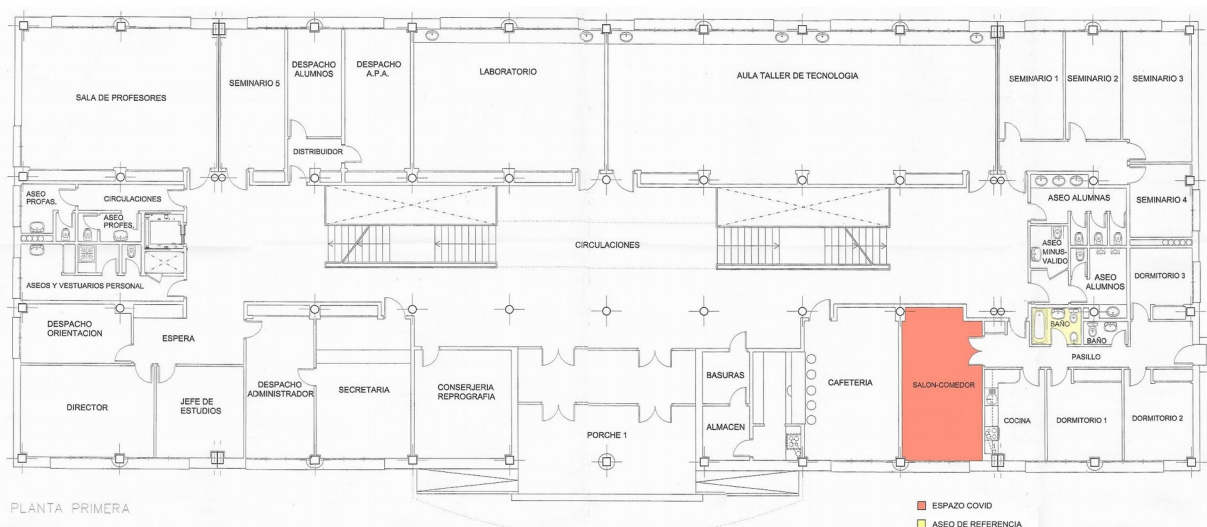 SALA DE PROFESORES
SEMINARIO 5
DESPACHO
ALUMNOS
DESPACHO
A.P.A.
LABORATORIO
AULA TALLER DE TECNOLOGIA
SEMINARIO 1
SEMINARIO 2
SEMINARIO 3
DISTRIBUIDOR
ASEO
PROFAS.
CIRCULACIONES
ASEO
PROFES.
ASEOS Y VESTUARIOS PERSONAL
CIRCULACIONES
ASEO ALUMNAS
SEMINARIO 4
ASEO
MINUS-
VALIDO
ASEO
ALUMNOS
DORMITORIO 3
DESPACHO
ORIENTACION
ESPERA
BAÑO
BAÑO
PASILLO
DIRECTOR
JEFE DE
ESTUDIOS
DESPACHO
ADMINISTRADOR
SECRETARIA
CONSERJERIA
REPROGRAFIA
PORCHE 1
BASURAS
ALMACEN
CAFETERIA
SALON-COMEDOR
COCINA
DORMITORIO 1
DORMITORIO 2
PLANTA PRIMERA
ESPAZO COVID
ASEO DE REFERENCIA